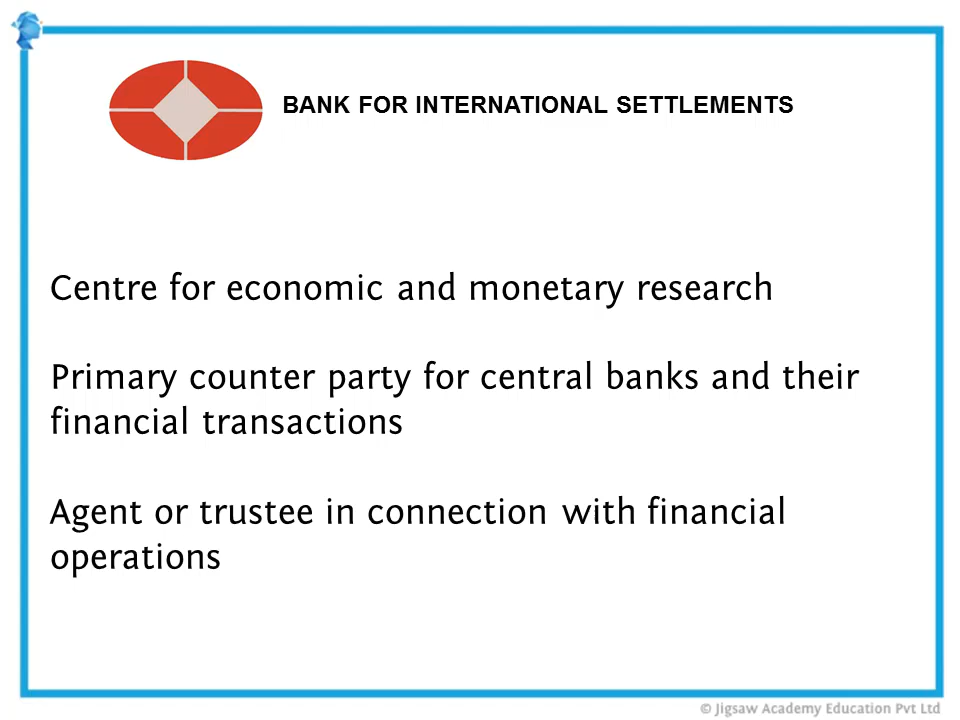 BANK FOR INTERNATIONAL SETTLEMENTS
Centre for economic and monetary research
Primary counter party for central banks and their
financial transactions
Agent or trustee in connection with financial
operations
© Jigsaw Academy Education Pvt Ltd